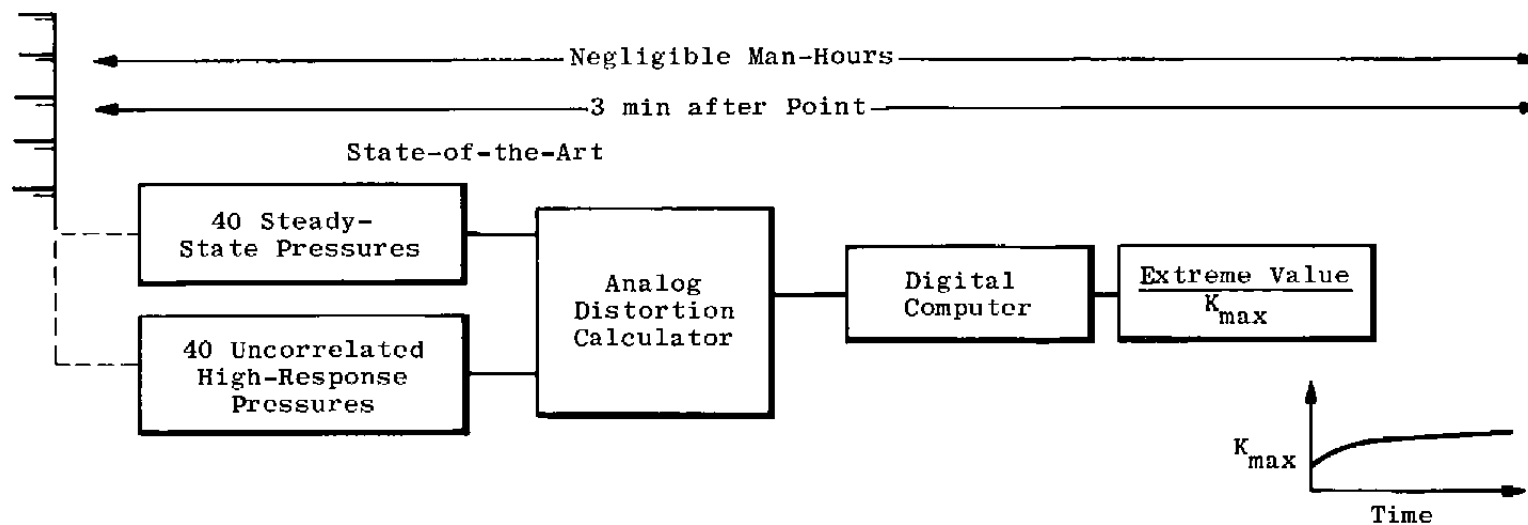 Negligible Man-Hours
3 min after Point
State-of-the-Art
40 Steady-
State Pressures
40 Uncorrelated
High-Response
Pressures
Analog
Distortion
Calculator
Digital
Computer
Extreme Value
Kmax
Kmax
Time